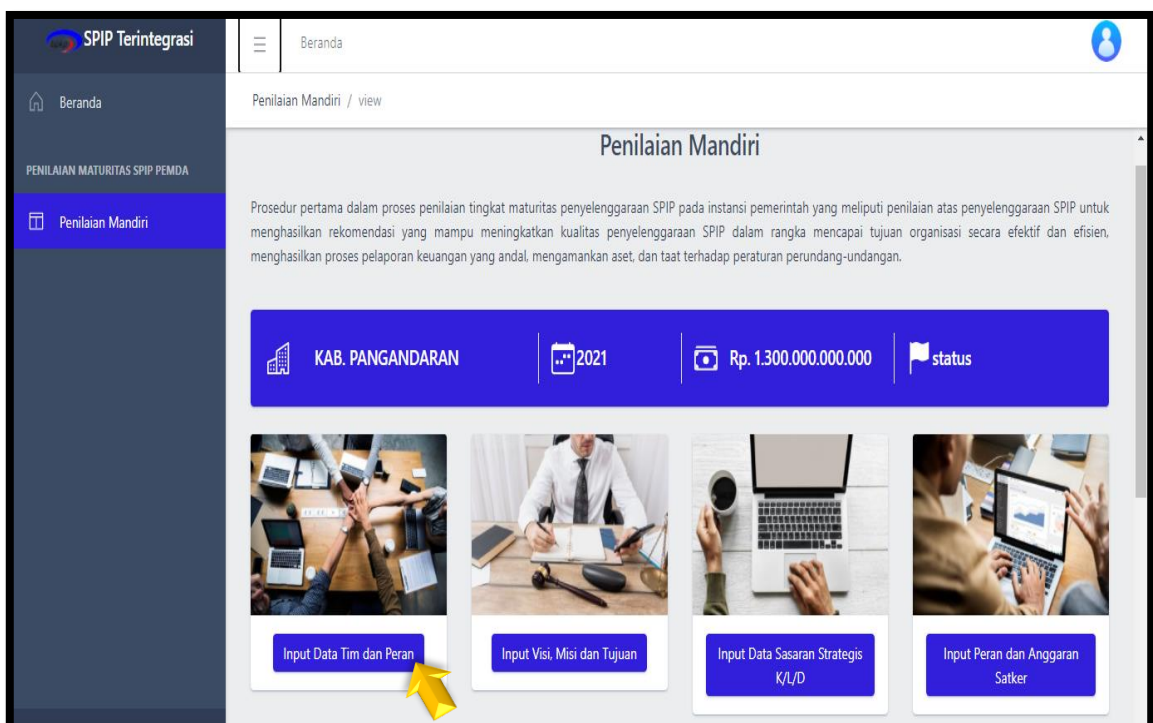 SPIP Terintegrasi
Beranda
Beranda
Penilaian Mandiri / view
PENILAIAN MATURITAS SPIP PEMDA
Penilaian Mandiri
Penilaian Mandiri
Prosedur pertama dalam proses penilaian tingkat maturitas penyelenggaraan SPIP pada instansi pemerintah yang meliputi penilaian atas penyelenggaraan SPIP untuk
menghasilkan rekomendasi yang mampu meningkatkan kualitas penyelenggaraan SPIP dalam rangka mencapai tujuan organisasi secara efektif dan efisien,
menghasilkan proses pelaporan keuangan yang andal, mengamankan aset, dan taat terhadap peraturan perundang-undangan.
KAB. PANGANDARAN
2021
Rp. 1.300.000.000.000
status
Input Data Tim dan Peran
Input Visi, Misi dan Tujuan
Input Data Sasaran Strategis
K/L/D
Input Peran dan Anggaran
Satker